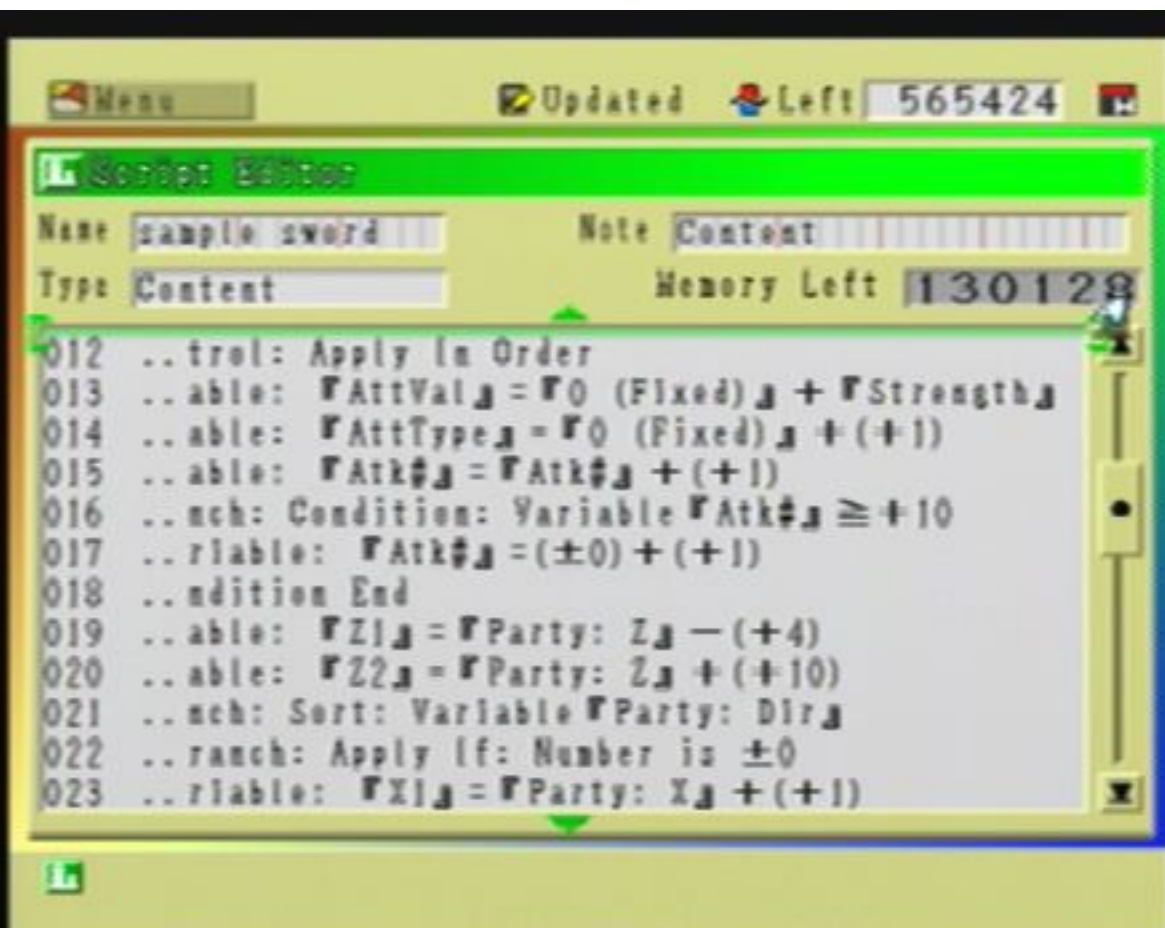 Menu Updated Left 565424
Script Editor
Name sample sword Note Content
Type Content Memory Left 130128
012 ..trol: Apply in Order
013 ..able: 『AttVal』=『0 (Fixed)』+『Strength』
014 ..able: 『AttType』=『0 (Fixed)』+(+1)
015 ..able: 『Atk#』=『Atk#』+(+1)
016 ..nch: Condition: Variable『Atk#』≧+10
017 ..riable: 『Atk#』=(±0)+(+1)
018 ..ndition End
019 ..able: 『Z1』=『Party: Z』-(+4)
020 ..able: 『Z2』=『Party: Z』+(+10)
021 ..nch: Sort: Variable『Party: Dir』
022 ..ranch: Apply if: Number is ±0
023 ..riable: 『X1』=『Party: X』+(+1)
L